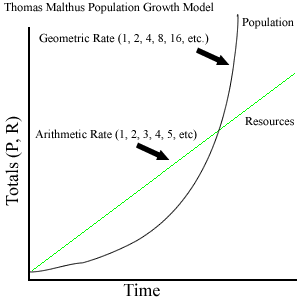 Thomas Malthus Population Growth Model
Population
Geometric Rate (1, 2, 4, 8, 16, etc.)
Resources
Arithmetic Rate (1, 2, 3, 4, 5, etc)
Totals (P, R)
Time